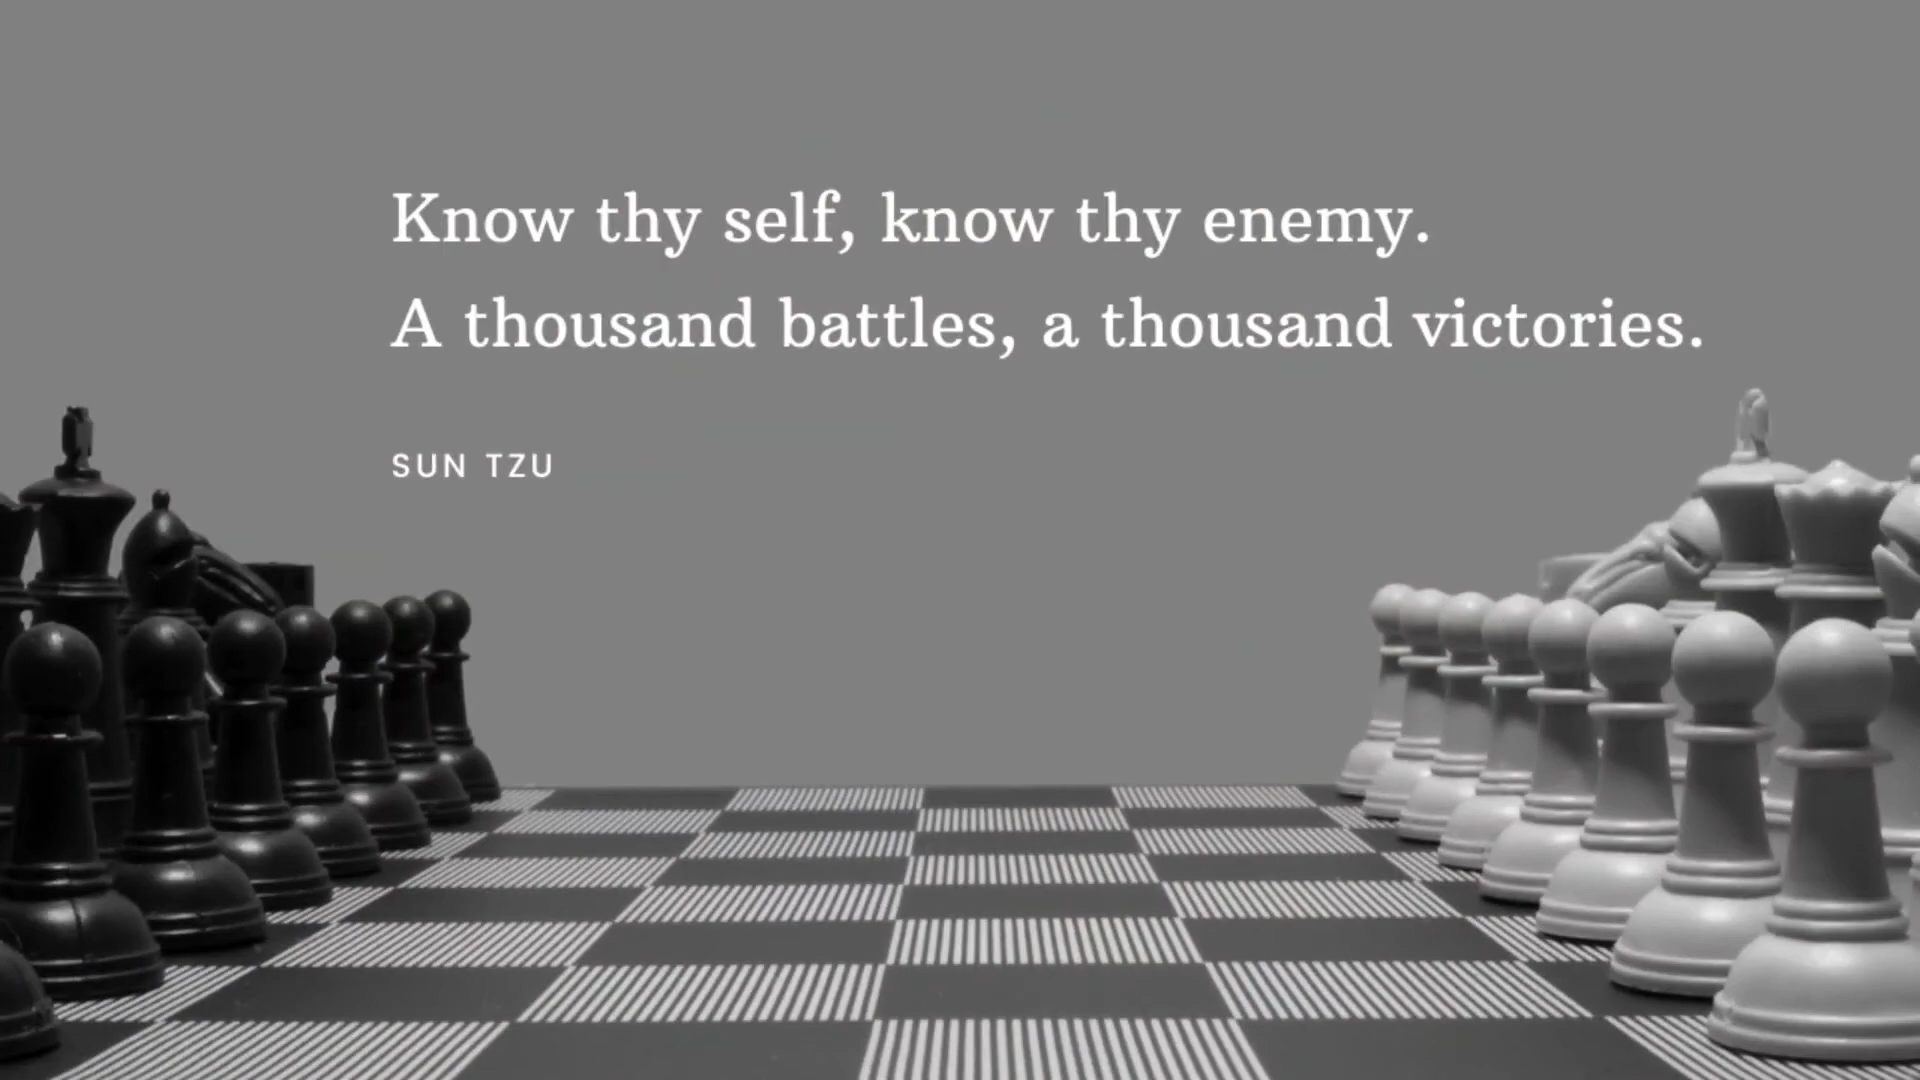 Know thy self, know thy enemy.
A thousand battles, a thousand victories.
SUN TZU